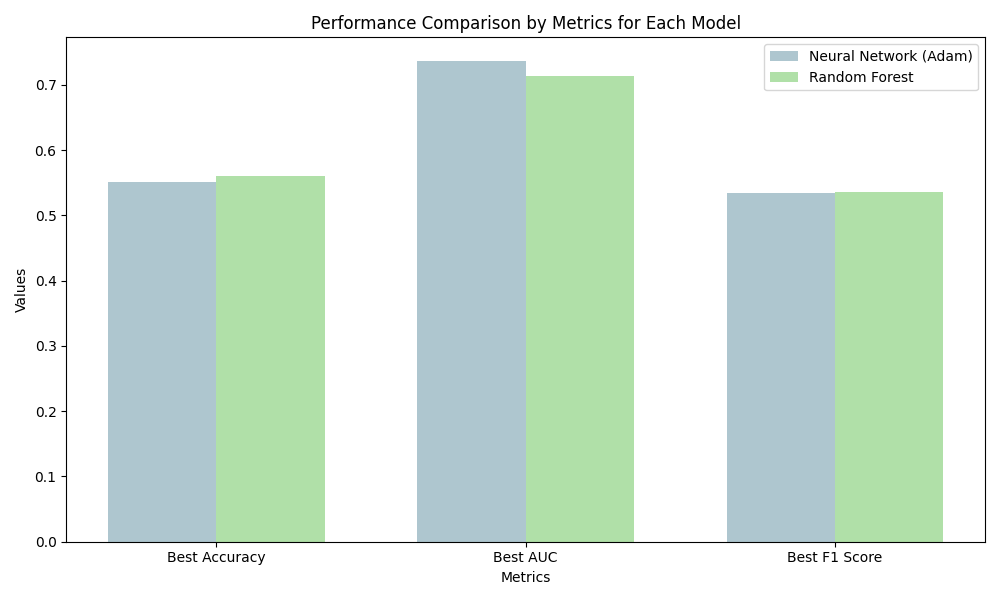 Performance Comparison by Metrics for Each Model
Neural Network (Adam)
Random Forest
Values
0.7
0.6
0.5
0.4
0.3
0.2
0.1
0.0
Best Accuracy
Best AUC
Best F1 Score
Metrics